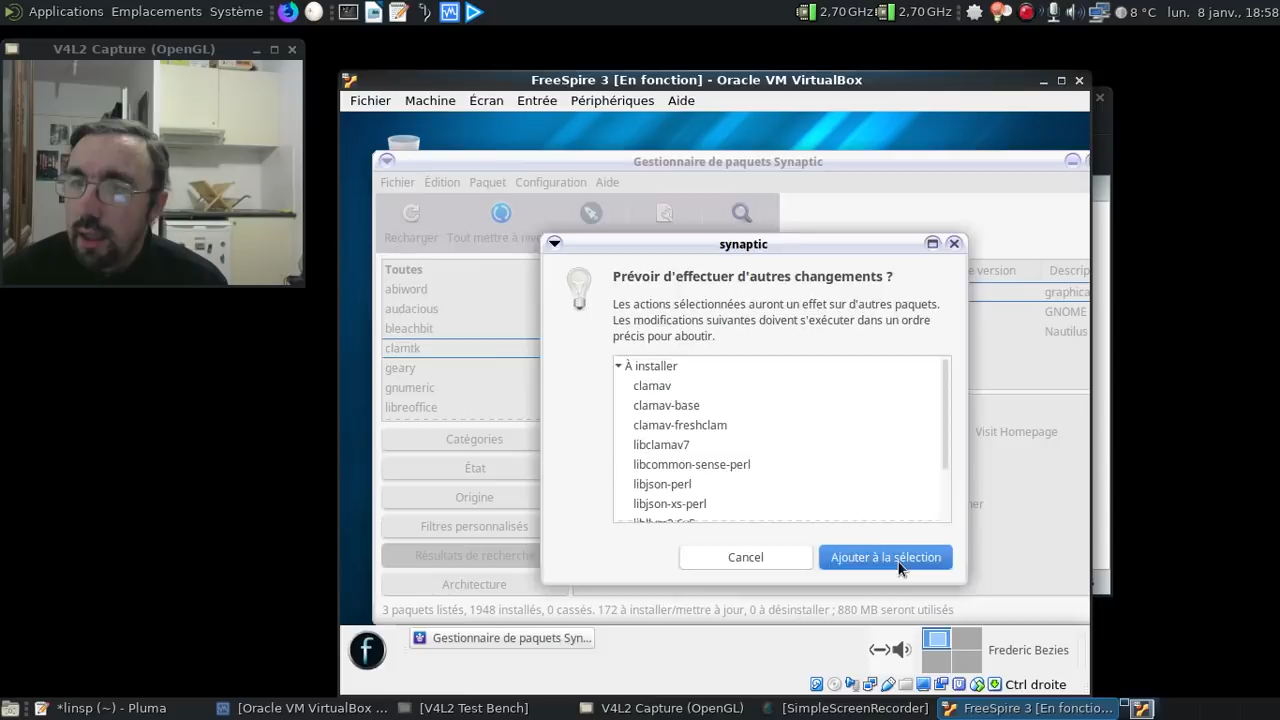 Applications Emplacements Système
2,70 GHz 2,70 GHz 8 °C lun. 8 janv., 18:58
V4L2 Capture (OpenGL)
FreeSpire 3 [En fonction] - Oracle VM VirtualBox
Fichier Machine Écran Entrée Périphériques Aide
Gestionnaire de paquets Synaptic
Fichier Édition Paquet Configuration Aide
Recharger Tout mettre à
synaptic
Toutes
abiword
audacious
bleachbit
clamtk
geary
gnumeric
libreoffice
Catégories
État
Origine
Filtres personnalisés
Résultats de recherche
Architecture
Prévoir d'effectuer d'autres changements ?
Les actions sélectionnées auront un effet sur d'autres paquets.
Les modifications suivantes doivent s'exécuter dans un ordre
précis pour aboutir.
À installer
clamav
clamav-base
clamav-freshclam
libclamav7
libcommon-sense-perl
libjson-perl
libjson-xs-perl
Cancel Ajouter à la sélection
e version Descrip
graphica
GNOME
Nautilus
Visit Homepage
3 paquets listés, 1948 installés, 0 cassés. 172 à installer/mettre à jour, 0 à désinstaller ; 880 MB seront utilisés
f Gestionnaire de paquets Syn... Frederic Bezies
Ctrl droite
*linsp (~) - Pluma [Oracle VM VirtualBox ... [V4L2 Test Bench] V4L2 Capture (OpenGL) [SimpleScreenRecorder] FreeSpire 3 [En fonctio...